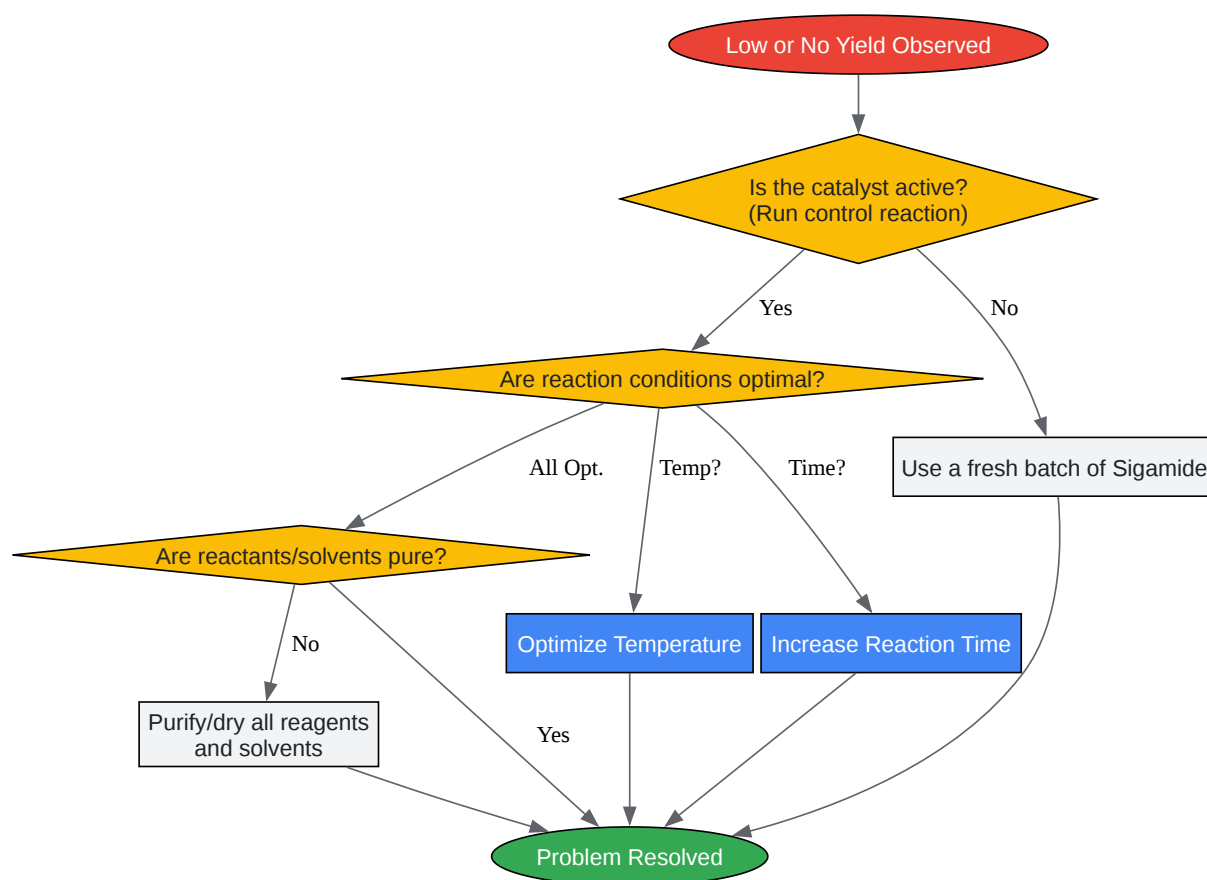 Low or No Yield Observed
Is the catalyst active?
(Run control reaction)
Yes
No
Are reaction conditions optimal?
Use a fresh batch of Sigamide
All Opt.
Temp?
Time?
Are reactants/solvents pure?
Optimize Temperature
Increase Reaction Time
No
Purify/dry all reagents
and solvents
Yes
Problem Resolved